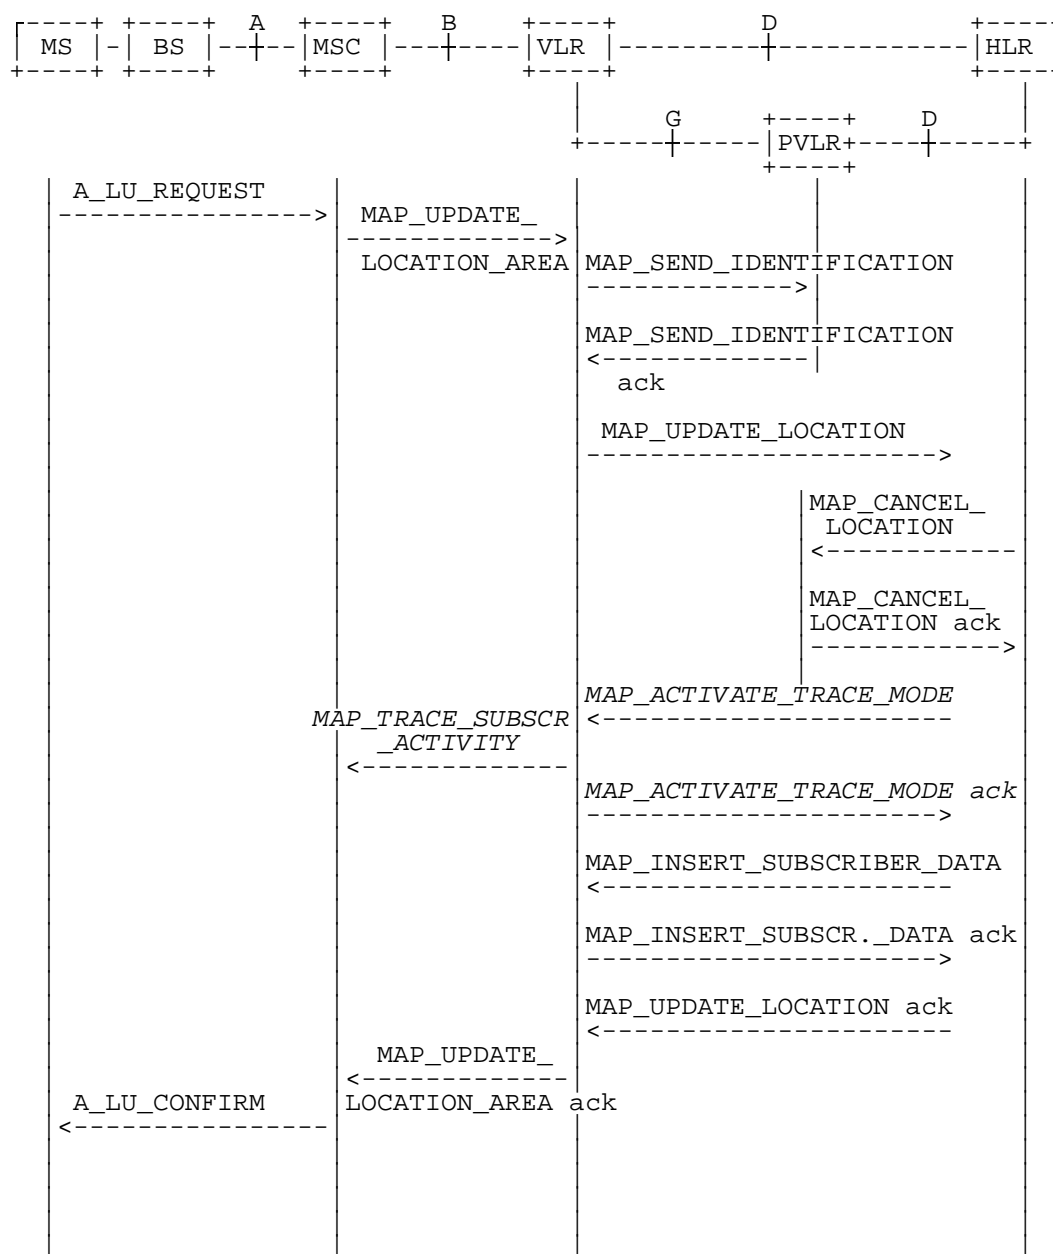 A B D
MS BS MSC VLR HLR
G D
PVLR
A_LU_REQUEST
MAP_UPDATE_
LOCATION_AREA MAP_SEND_IDENTIFICATION
MAP_SEND_IDENTIFICATION
ack
MAP_UPDATE_LOCATION
MAP_CANCEL_
LOCATION
MAP_CANCEL_
LOCATION ack
MAP_ACTIVATE_TRACE_MODE
MAP_TRACE_SUBSCR
_ACTIVITY
MAP_ACTIVATE_TRACE_MODE ack
MAP_INSERT_SUBSCRIBER_DATA
MAP_INSERT_SUBSCR._DATA ack
MAP_UPDATE_LOCATION ack
MAP_UPDATE_
A_LU_CONFIRM LOCATION_AREA ack